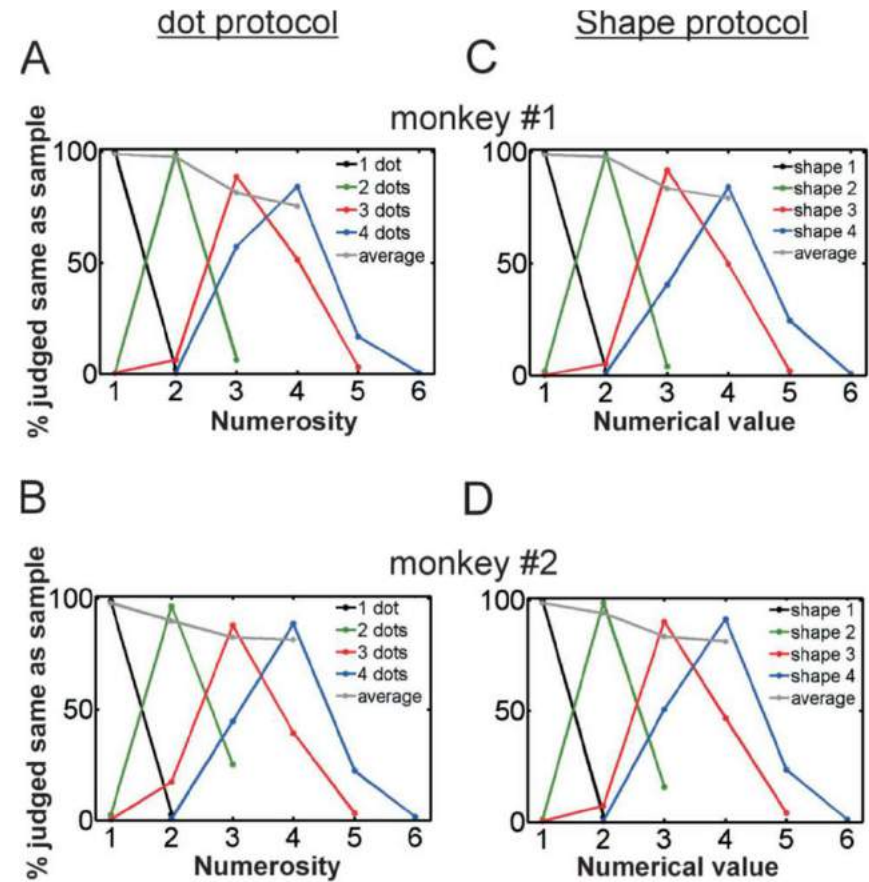 dot protocol
Shape protocol
A
C
monkey #1
% judged same as sample
100
50
0
1 dot
2 dots
3 dots
4 dots
average
1 2 3 4 5 6
Numerosity
100
50
0
shape 1
shape 2
shape 3
shape 4
average
1 2 3 4 5 6
Numerical value
B
D
monkey #2
% judged same as sample
100
50
0
1 dot
2 dots
3 dots
4 dots
average
1 2 3 4 5 6
Numerosity
100
50
0
shape 1
shape 2
shape 3
shape 4
average
1 2 3 4 5 6
Numerical value